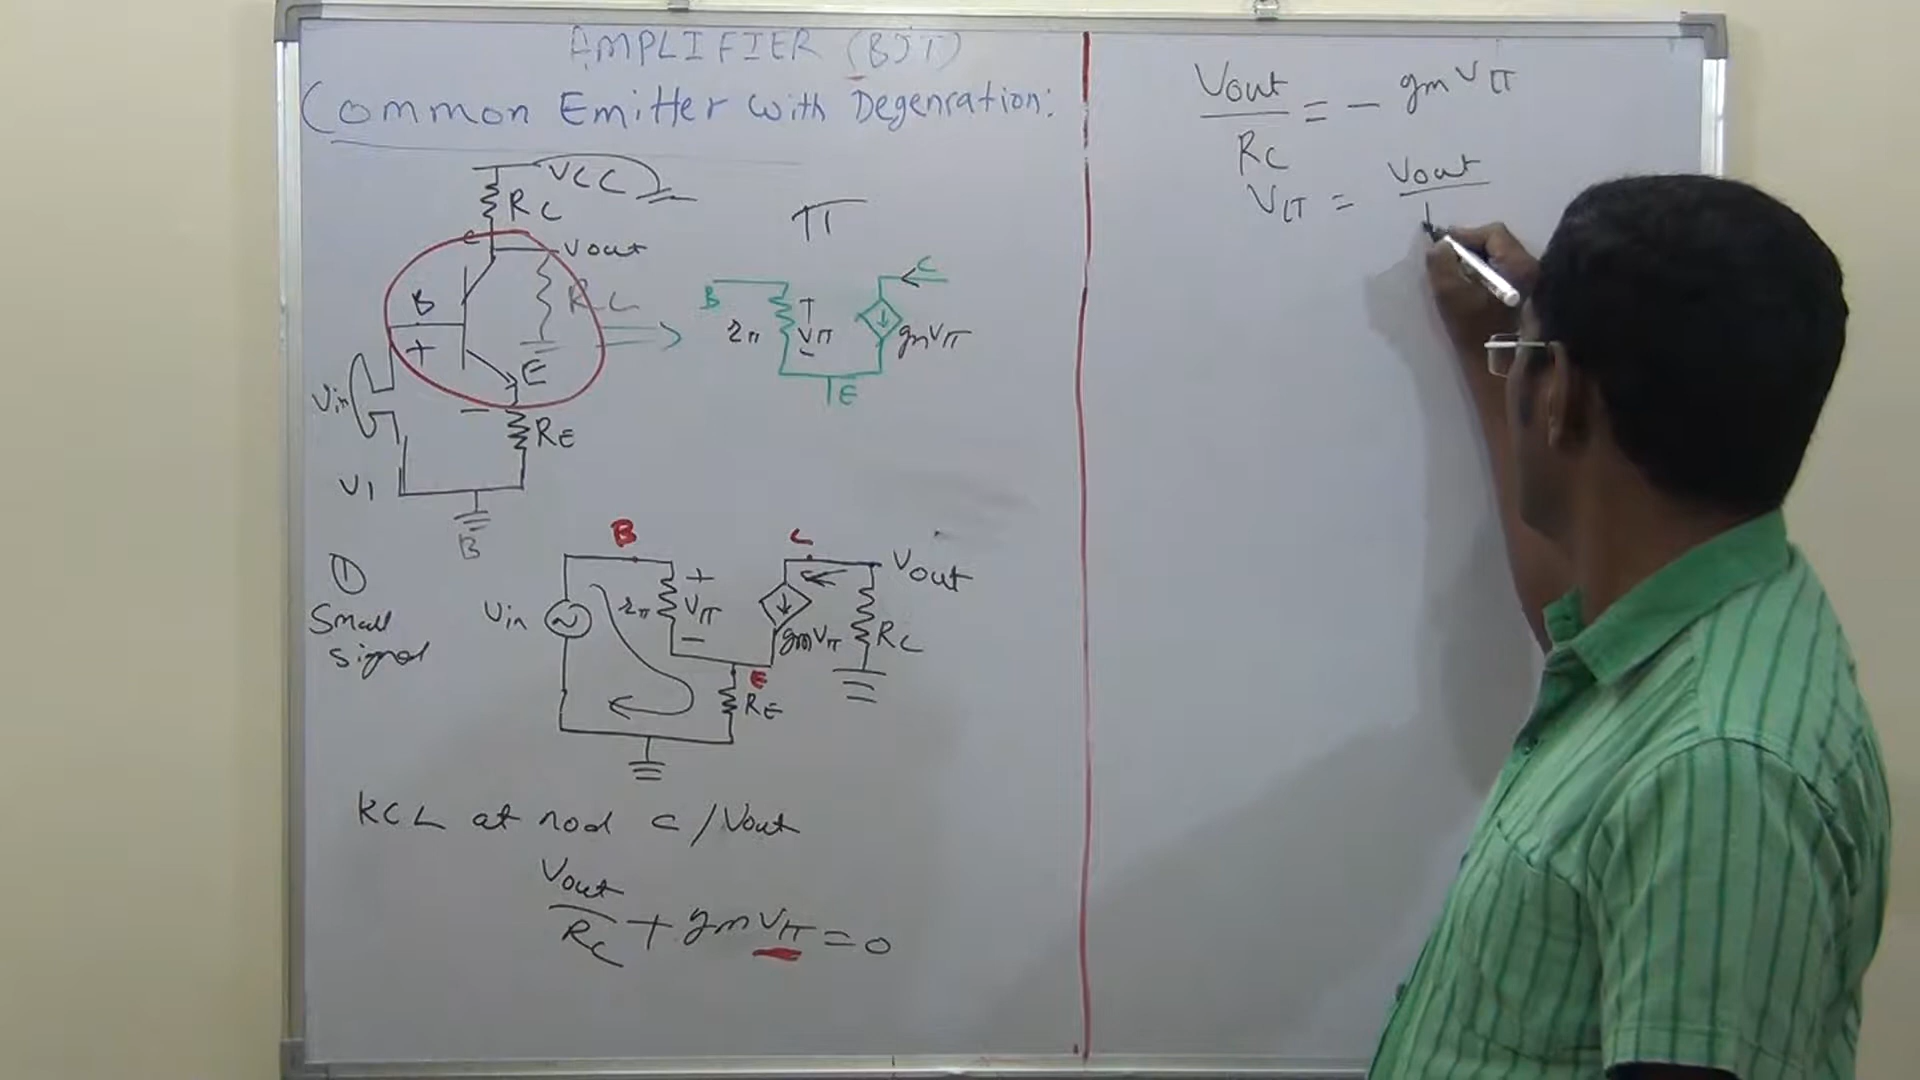 AMPLIFIER (BJT)
Common Emitter with Degenration:
VCC
RC
C
Vout
RL
B
+
E
Vin
−
RE
V1
B
π
B
rπ
+
Vπ
−
C
gmVπ
E
①
Small
signal
B
C
Vin
rπ
+
Vπ
−
gmVπ
Vout
RC
E
RE
KCL at nod C/Vout
Vout
RC + gmVπ = 0
Vout
RC = − gmVπ
Vπ = Vout